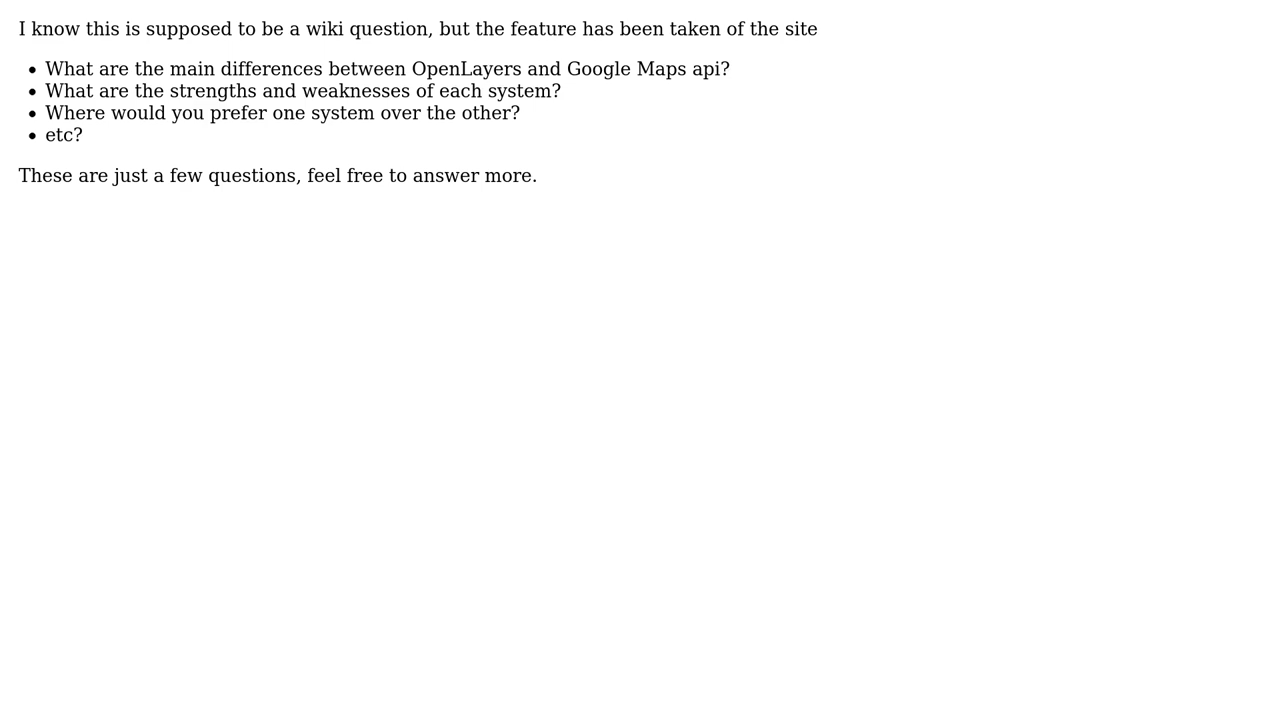 I know this is supposed to be a wiki question, but the feature has been taken of the site
• What are the main differences between OpenLayers and Google Maps api?
• What are the strengths and weaknesses of each system?
• Where would you prefer one system over the other?
• etc?
These are just a few questions, feel free to answer more.